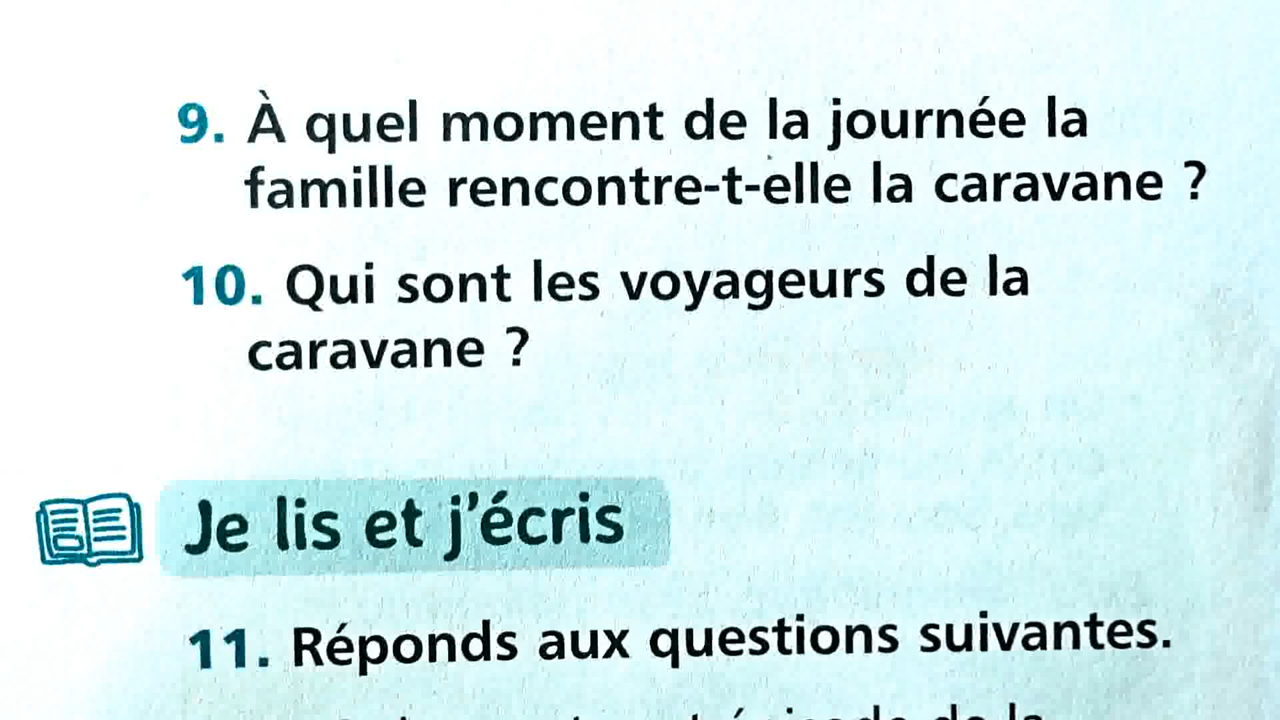 9. À quel moment de la journée la
famille rencontre-t-elle la caravane ?
10. Qui sont les voyageurs de la
caravane ?
Je lis et j'écris
11. Réponds aux questions suivantes.